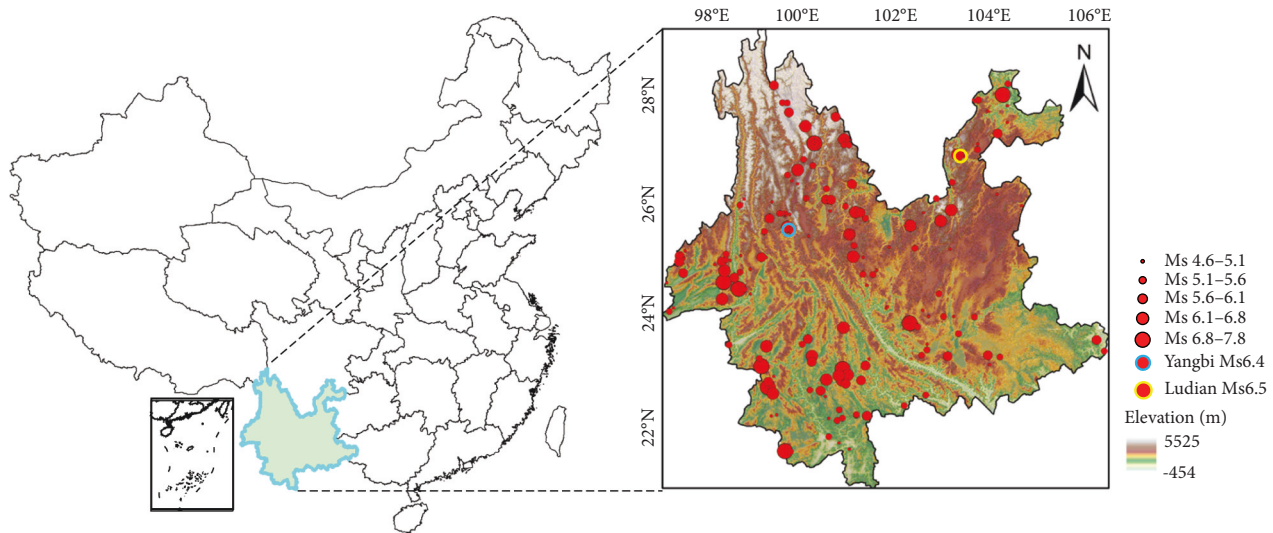 98°E 100°E 102°E 104°E 106°E
28°N
26°N
24°N
22°N
N
Ms 4.6–5.1
Ms 5.1–5.6
Ms 5.6–6.1
Ms 6.1–6.8
Ms 6.8–7.8
Yangbi Ms6.4
Ludian Ms6.5
Elevation (m)
5525
-454